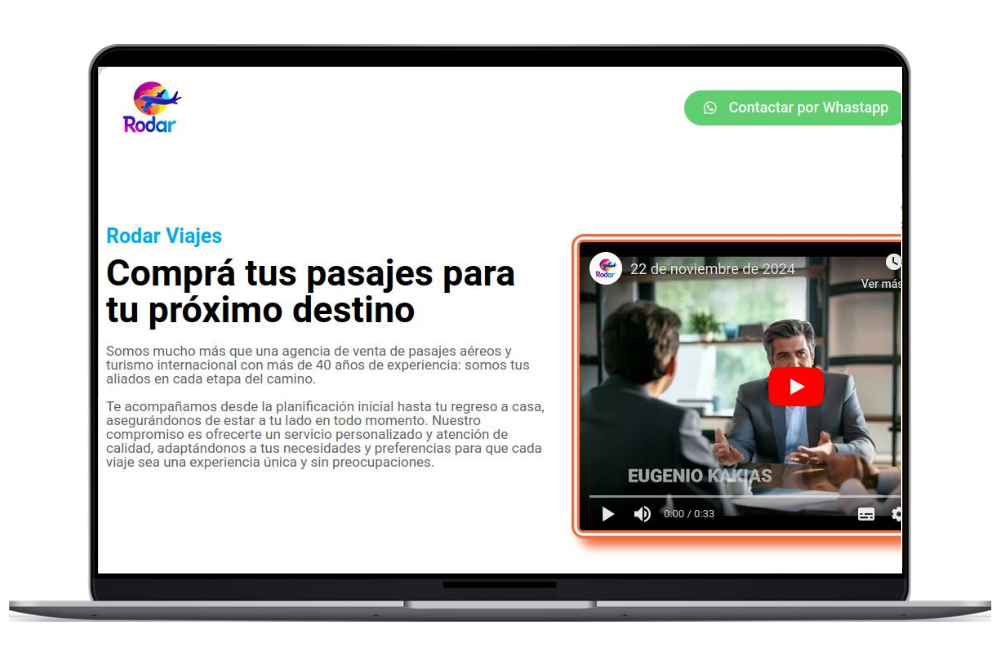 Rodar
Contactar por Whastapp
Rodar Viajes
Comprá tus pasajes para
tu próximo destino
Somos mucho más que una agencia de venta de pasajes aéreos y
turismo internacional con más de 40 años de experiencia: somos tus
aliados en cada etapa del camino.
Te acompañamos desde la planificación inicial hasta tu regreso a casa,
asegurándonos de estar a tu lado en todo momento. Nuestro
compromiso es ofrecerte un servicio personalizado y atención de
calidad, adaptándonos a tus necesidades y preferencias para que cada
viaje sea una experiencia única y sin preocupaciones.
Rodar
22 de noviembre de 2024
Ver más
EUGENIO KAKIAS
0:00 / 0:33